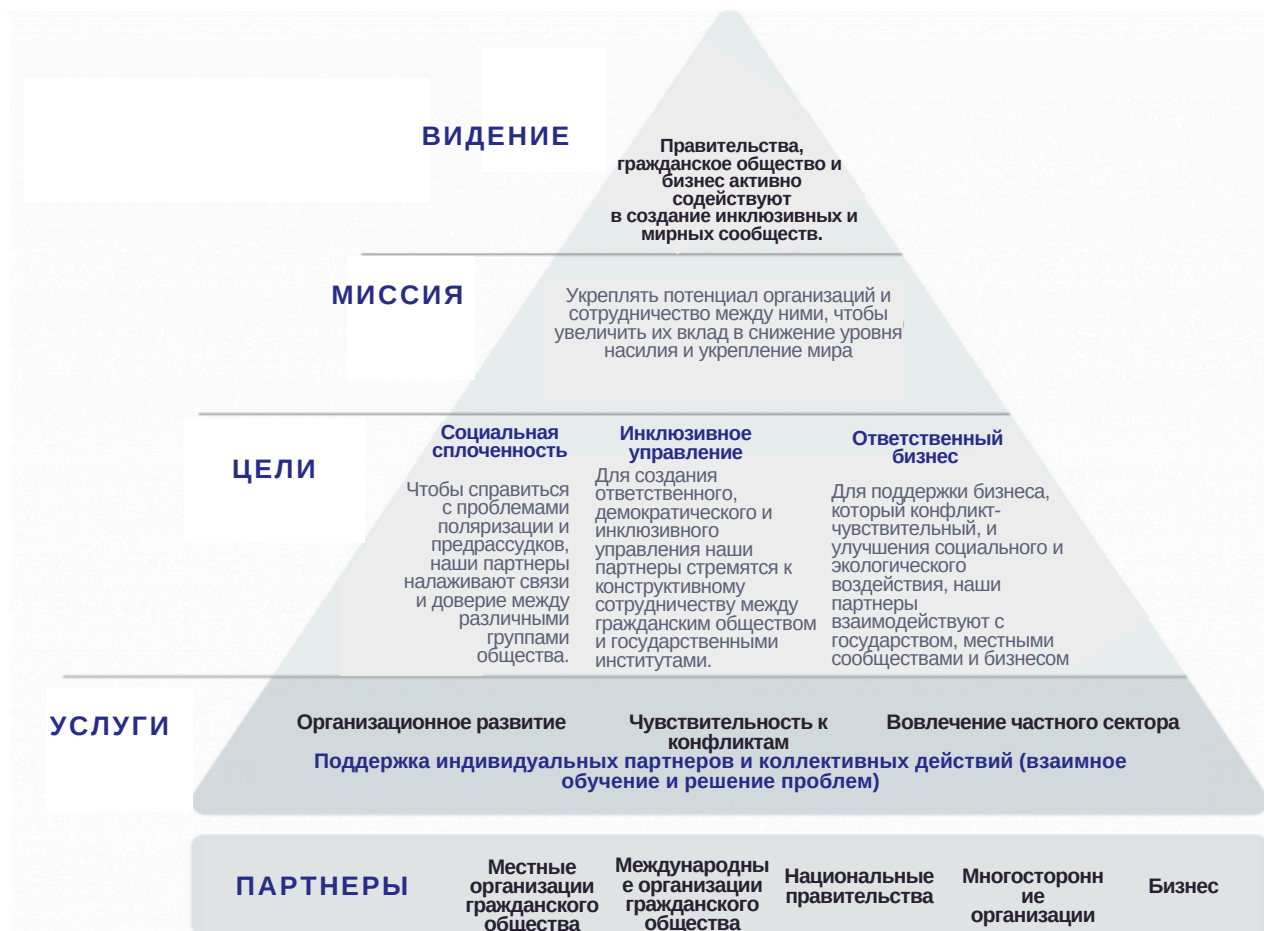 ВИДЕНИЕ
Правительства,
гражданское общество и
бизнес активно
содействуют
в создание инклюзивных и
мирных сообществ.
МИССИЯ
Укреплять потенциал организаций и
сотрудничество между ними, чтобы
увеличить их вклад в снижение уровня
насилия и укрепление мира
ЦЕЛИ
Социальная
сплоченность
Чтобы справиться
с проблемами
поляризации и
предрассудков,
наши партнеры
налаживают связи
и доверие между
различными
группами
общества.
Инклюзивное
управление
Для создания
ответственного,
демократического и
инклюзивного
управления наши
партнеры стремятся к
конструктивному
сотрудничеству между
гражданским обществом
и государственными
институтами.
Ответственный
бизнес
Для поддержки бизнеса,
который конфликт-
чувствительный, и
улучшения социального и
экологического
воздействия, наши
партнеры
взаимодействуют с
государством, местными
сообществами и бизнесом
УСЛУГИ
Организационное развитие
Чувствительность к
конфликтам
Вовлечение частного сектора
Поддержка индивидуальных партнеров и коллективных действий (взаимное
обучение и решение проблем)
ПАРТНЕРЫ
Местные
организации
гражданского
общества
Международны
е организации
гражданского
общества
Национальные
правительства
Многосторонн
ие
организации
Бизнес